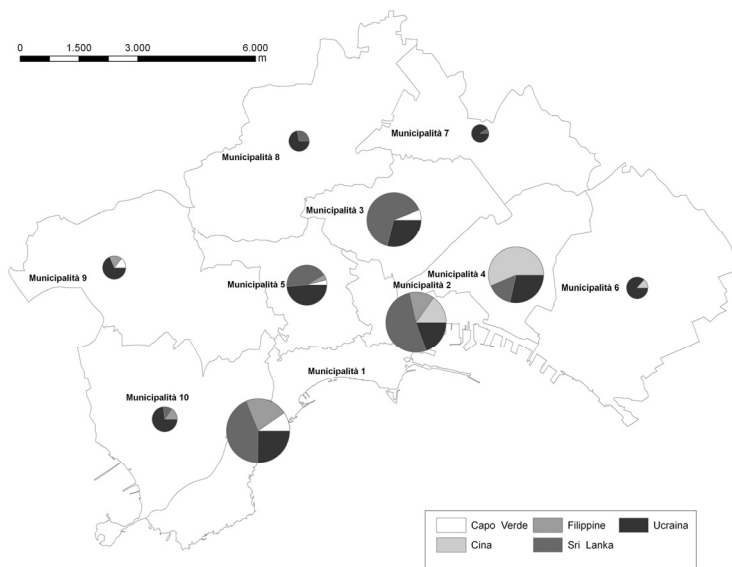 0 1.500 3.000 6.000
m
Municipalità 7
Municipalità 8
Municipalità 3
Municipalità 9
Municipalità 5
Municipalità 4
Municipalità 2
Municipalità 6
Municipalità 1
Municipalità 10
Capo Verde Filippine Ucraina
Cina Sri Lanka